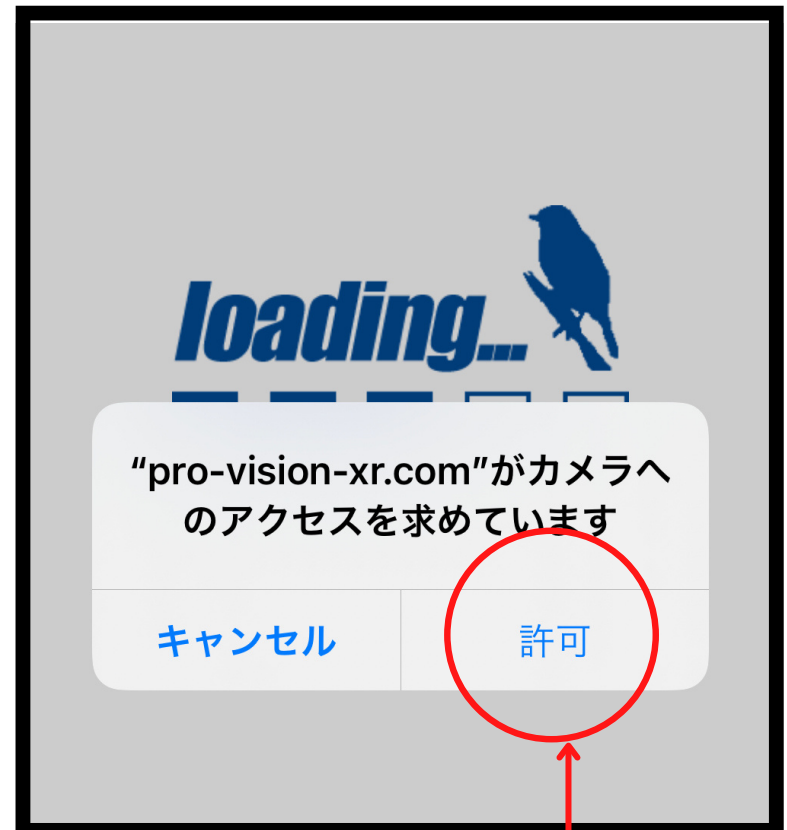 loading...
“pro-vision-xr.com”がカメラへ
のアクセスを求めています
キャンセル
許可